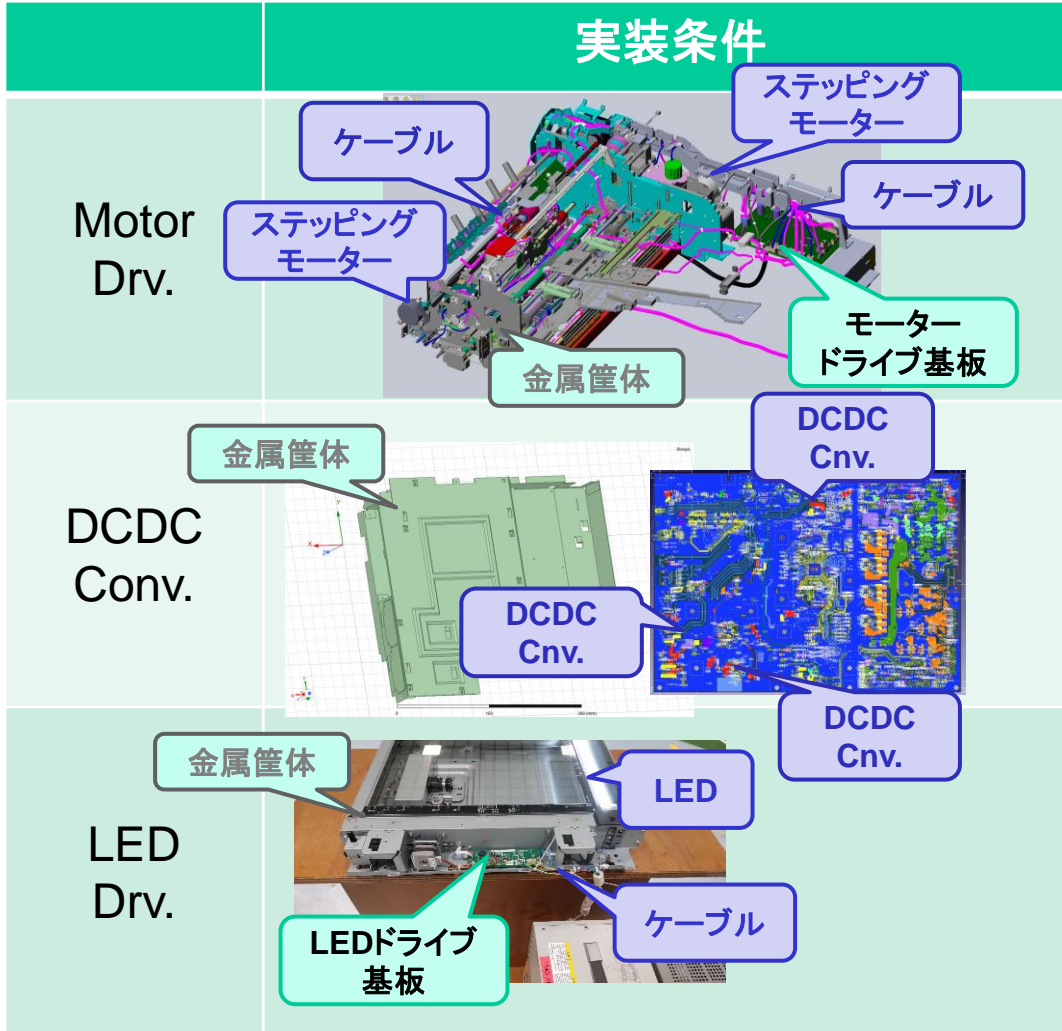 実装条件
Motor
Drv.
ステッピング
モーター
ケーブル
ケーブル
ステッピング
モーター
モーター
ドライブ基板
金属筐体
DCDC
Conv.
DCDC
Cnv.
金属筐体
DCDC
Cnv.
DCDC
Cnv.
LED
Drv.
金属筐体
LED
ケーブル
LEDドライブ
基板